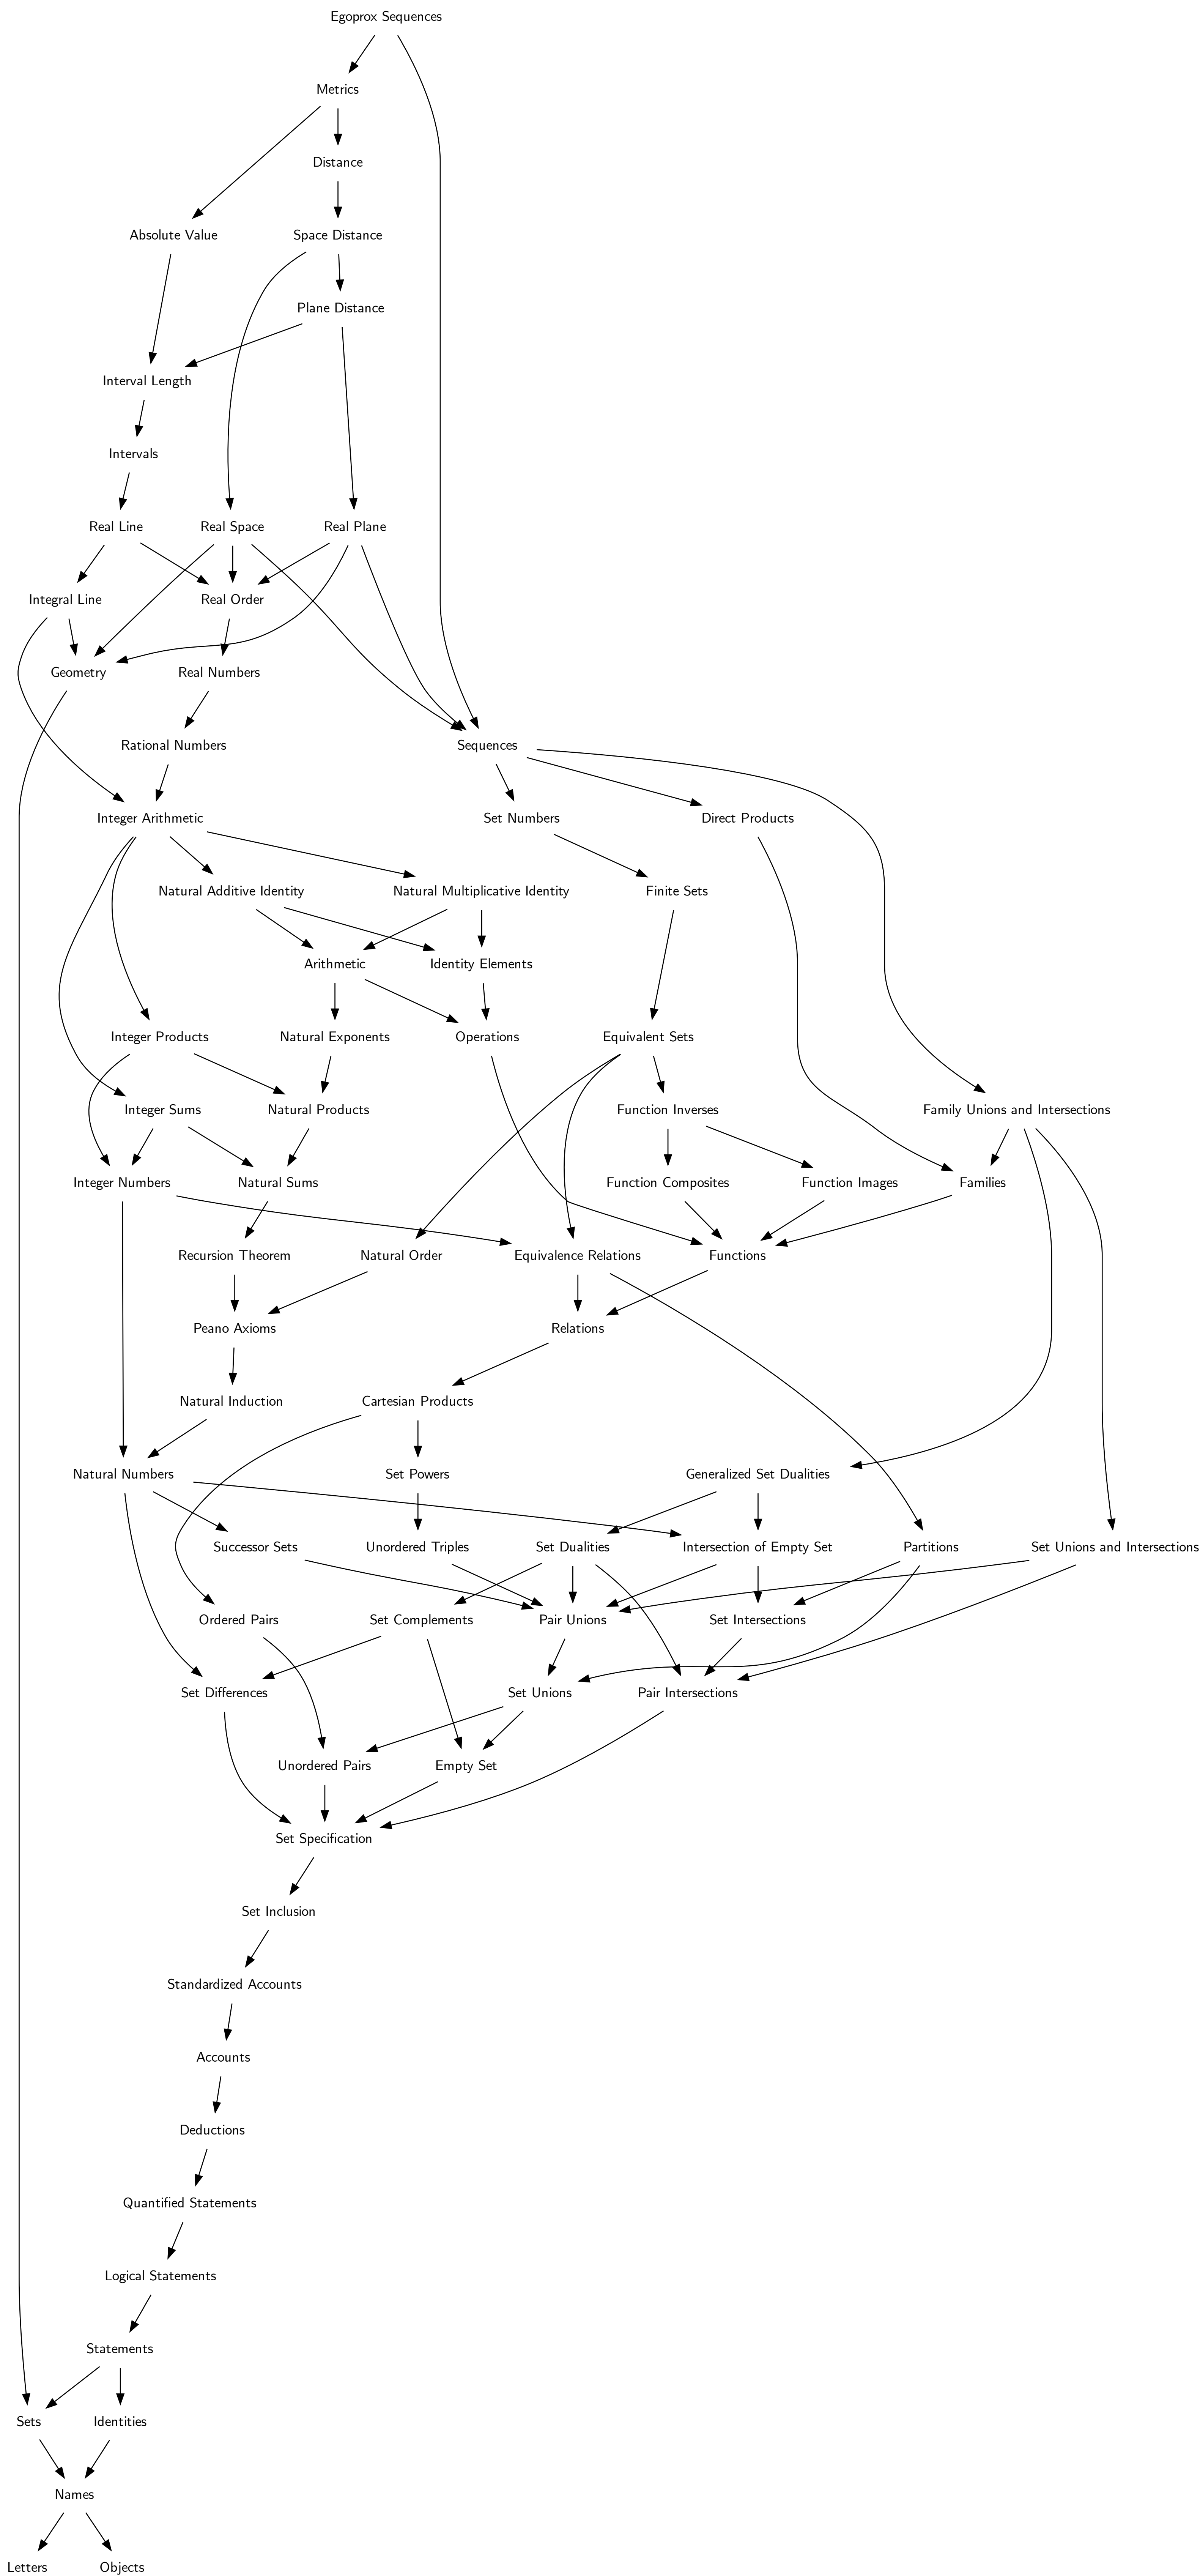 Egoprox Sequences
Metrics
Distance
Absolute Value
Space Distance
Plane Distance
Interval Length
Intervals
Real Line
Real Space
Real Plane
Integral Line
Real Order
Geometry
Real Numbers
Rational Numbers
Sequences
Integer Arithmetic
Set Numbers
Direct Products
Natural Additive Identity
Natural Multiplicative Identity
Finite Sets
Arithmetic
Identity Elements
Integer Products
Natural Exponents
Operations
Equivalent Sets
Integer Sums
Natural Products
Function Inverses
Family Unions and Intersections
Integer Numbers
Natural Sums
Function Composites
Function Images
Families
Recursion Theorem
Natural Order
Equivalence Relations
Functions
Peano Axioms
Relations
Natural Induction
Cartesian Products
Natural Numbers
Set Powers
Generalized Set Dualities
Successor Sets
Unordered Triples
Set Dualities
Intersection of Empty Set
Partitions
Set Unions and Intersections
Ordered Pairs
Set Complements
Pair Unions
Set Intersections
Set Differences
Set Unions
Pair Intersections
Unordered Pairs
Empty Set
Set Specification
Set Inclusion
Standardized Accounts
Accounts
Deductions
Quantified Statements
Logical Statements
Statements
Sets
Identities
Names
Letters
Objects